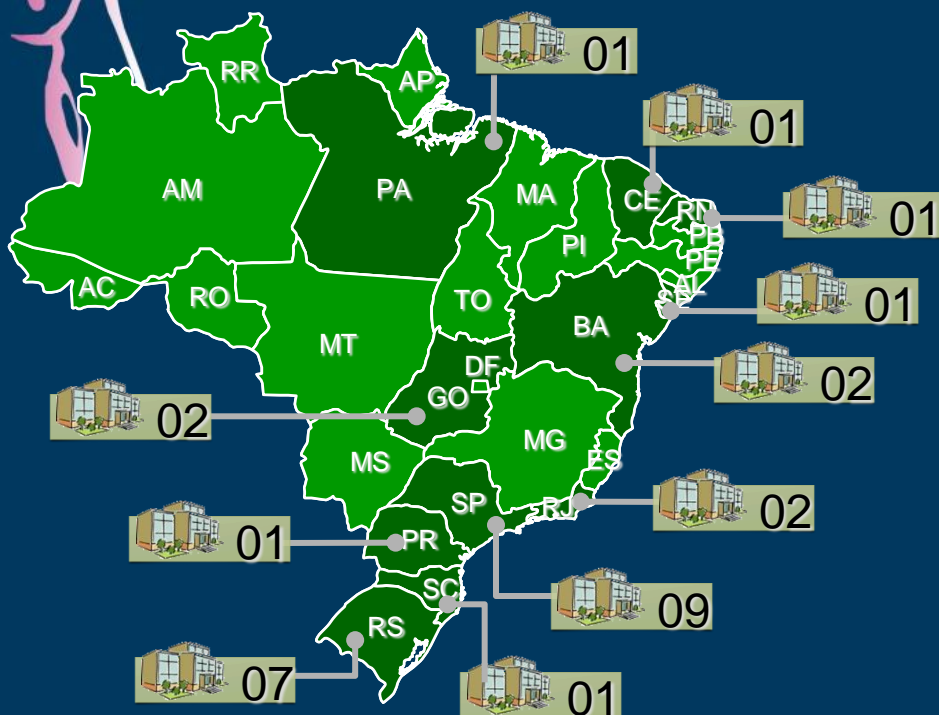 01
RR
AP
01
AM
PA
MA
CE
RN
01
PI
PB
PE
AC
RO
TO
AL
SE
01
MT
BA
DF
02
GO
02
MG
MS
ES
SP
RJ
02
01
PR
SC
09
RS
07
01